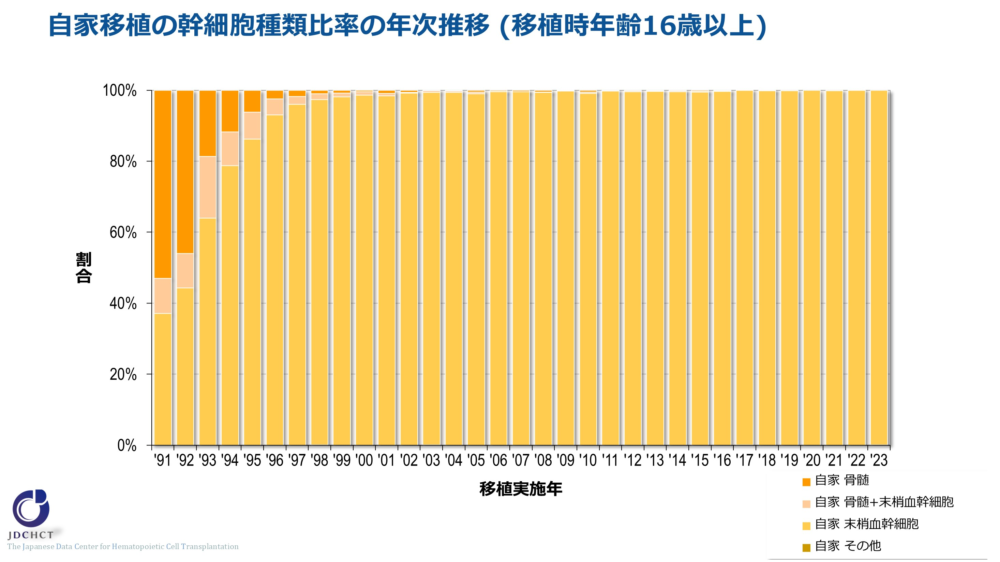 自家移植の幹細胞種類比率の年次推移 (移植時年齢16歳以上)
100%
80%
60%
40%
20%
0%
割合
'91 '92 '93 '94 '95 '96 '97 '98 '99 '00 '01 '02 '03 '04 '05 '06 '07 '08 '09 '10 '11 '12 '13 '14 '15 '16 '17 '18 '19 '20 '21 '22 '23
移植実施年
自家 骨髄
自家 骨髄+末梢血幹細胞
自家 末梢血幹細胞
自家 その他
JDCHCT
The Japanese Data Center for Hematopoietic Cell Transplantation